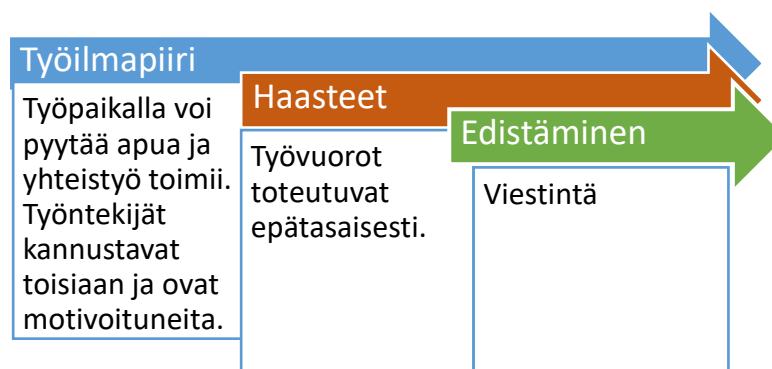 Työilmapiiri
Työpaikalla voi
pyytää apua ja
yhteistyö toimii.
Työntekijät
kannustavat
toisiaan ja ovat
motivoituneita.
Haasteet
Työvuorot
toteutuvat
epätasaisesti.
Edistäminen
Viestintä